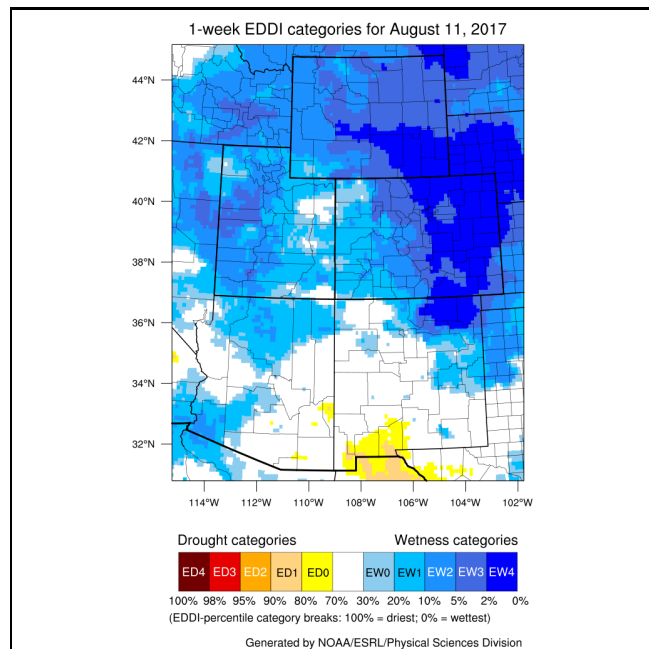 1-week EDDI categories for August 11, 2017
44°N
42°N
40°N
38°N
36°N
34°N
32°N
114°W 112°W 110°W 108°W 106°W 104°W 102°W
Drought categories Wetness categories
ED4 ED3 ED2 ED1 ED0 EW0 EW1 EW2 EW3 EW4
100% 98% 95% 90% 80% 70% 30% 20% 10% 5% 2% 0%
(EDDI-percentile category breaks: 100% = driest; 0% = wettest)
Generated by NOAA/ESRL/Physical Sciences Division